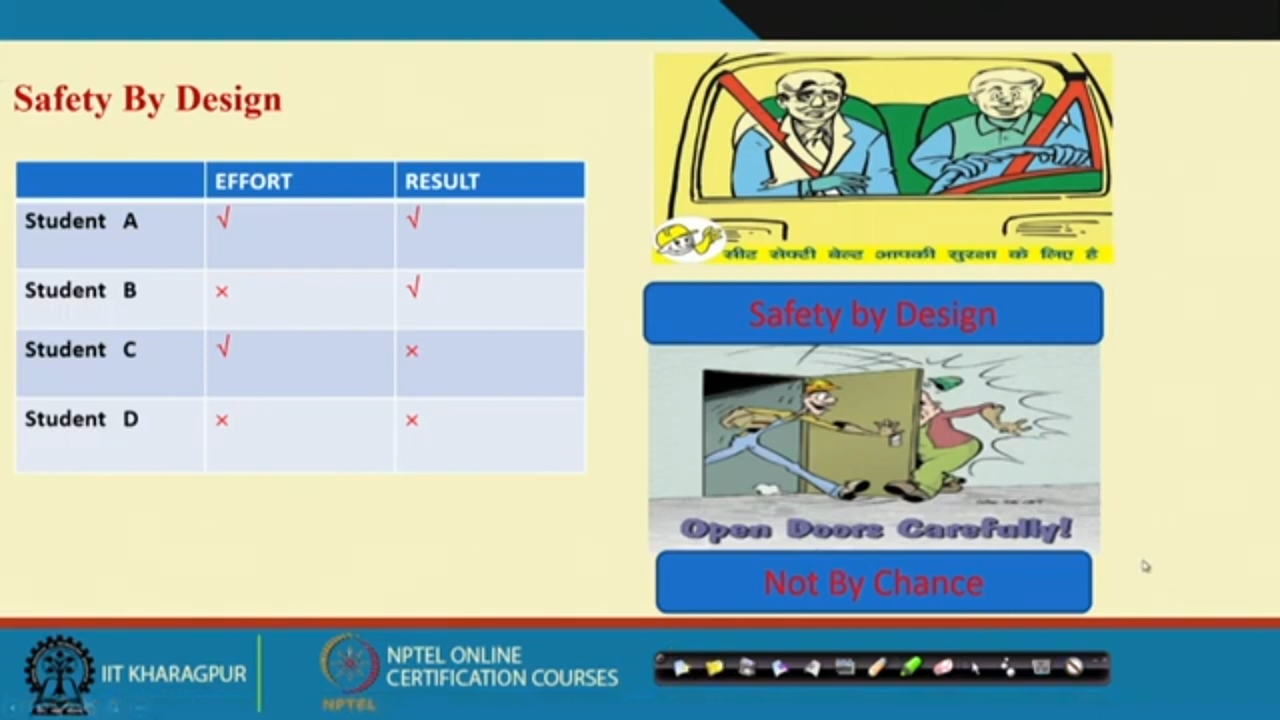 Safety By Design
EFFORT RESULT
Student A √ √
Student B × √
Student C √ ×
Student D × ×
सीट सेफ्टी बेल्ट आपकी सुरक्षा के लिए है
Safety by Design
Open Doors Carefully!
Not By Chance
IIT KHARAGPUR
NPTEL
NPTEL ONLINE
CERTIFICATION COURSES